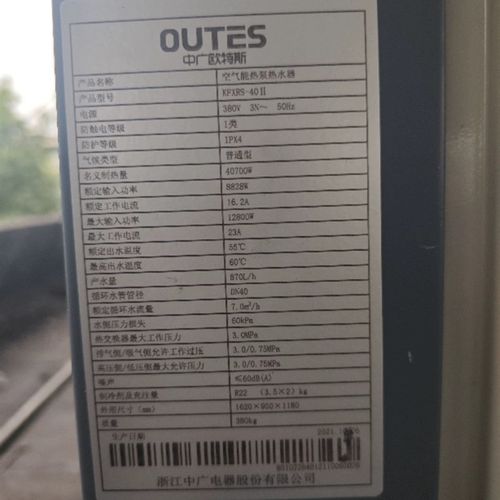 OUTES
中广欧特斯
产品名称 空气能热泵热水器
产品型号 KFXRS-40Ⅱ
电源 380V 3N～ 50Hz
防触电等级 I类
防护等级 IPX4
气候类型 普通型
名义制热量 40700W
额定输入功率 8828W
额定工作电流 16.2A
最大输入功率 12800W
最大工作电流 23A
额定出水温度 55℃
最高出水温度 60℃
产水量 870L/h
循环水管管径 DN40
额定循环水流量 7.0m³/h
水侧压力损失 60kPa
热交换器最大工作压力 3.0MPa
排气侧/吸气侧允许工作过压 3.0/0.75MPa
高压侧/低压侧最大允许压力 3.0/0.75MPa
噪声 ≤60dB(A)
制冷剂及充注量 R22 (3.5×2) kg
外形尺寸(mm) 1620×950×1180
质量 380kg
生产日期
浙江中广电器股份有限公司